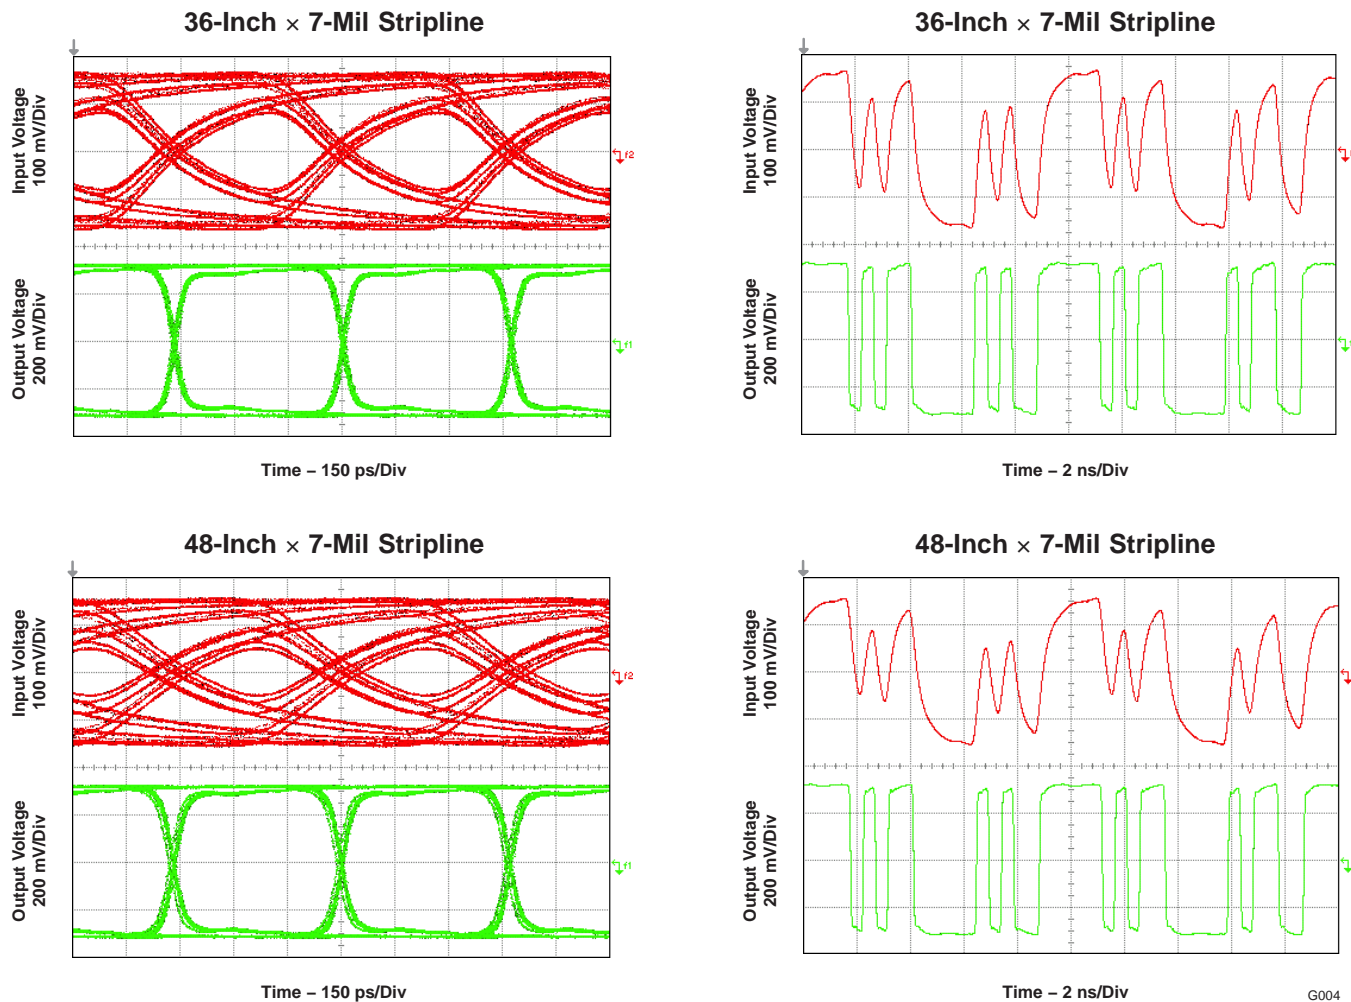 36-Inch × 7-Mil Stripline
36-Inch × 7-Mil Stripline
Input Voltage
100 mV/Div
f2
Output Voltage
200 mV/Div
f1
Time – 150 ps/Div
Input Voltage
100 mV/Div
Output Voltage
200 mV/Div
Time – 2 ns/Div
48-Inch × 7-Mil Stripline
48-Inch × 7-Mil Stripline
Input Voltage
100 mV/Div
f2
Output Voltage
200 mV/Div
f1
Time – 150 ps/Div
Input Voltage
100 mV/Div
Output Voltage
200 mV/Div
Time – 2 ns/Div
G004